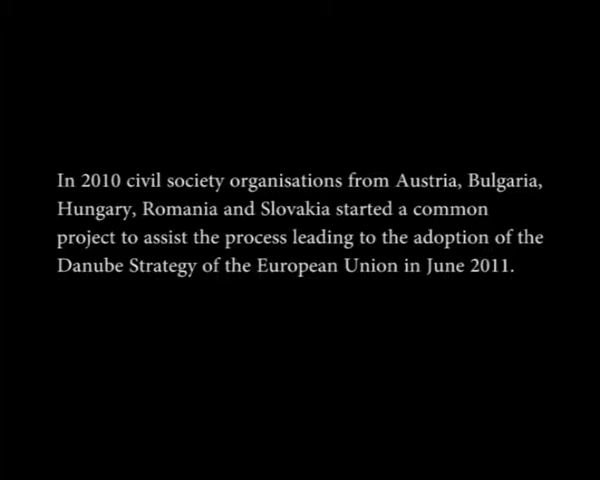 In 2010 civil society organisations from Austria, Bulgaria,
Hungary, Romania and Slovakia started a common
project to assist the process leading to the adoption of the
Danube Strategy of the European Union in June 2011.